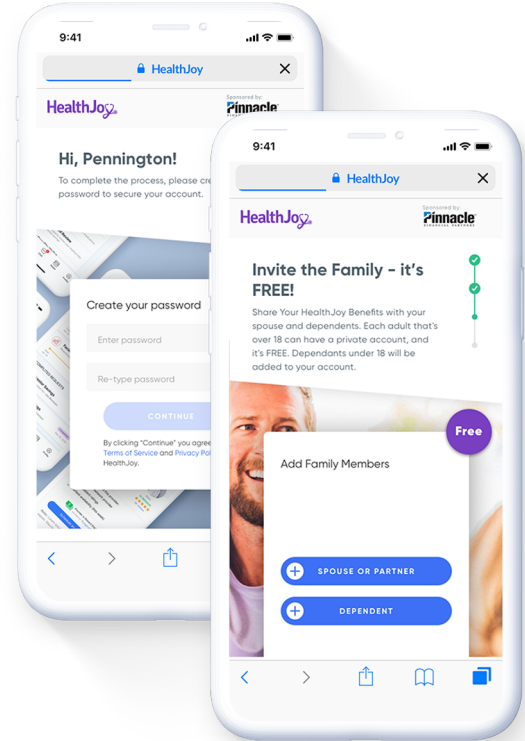 9:41
HealthJoy
HealthJoy
Sponsored by:
Pinnacle
Hi, Pennington!
To complete the process, please cre
password to secure your account.
Create your password
Enter password
Re-type password
CONTINUE
By clicking "Continue" you agree
Terms of Service and Privacy Pol
HealthJoy.
9:41
HealthJoy
HealthJoy
Sponsored by:
Pinnacle
FINANCIAL PARTNERS
Invite the Family - it's
FREE!
Share Your HealthJoy Benefits with your
spouse and dependents. Each adult that's
over 18 can have a private account, and
it's FREE. Dependants under 18 will be
added to your account.
Free
Add Family Members
SPOUSE OR PARTNER
DEPENDENT